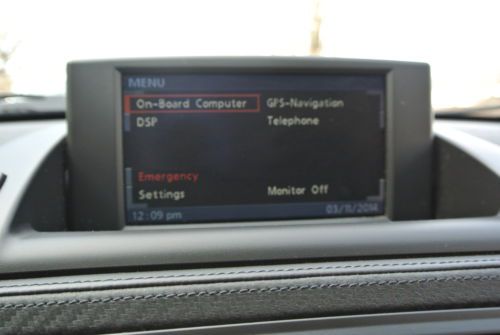 MENU
On-Board Computer GPS-Navigation
DSP Telephone
Emergency
Settings Monitor Off
12:09 pm 03/11/2014